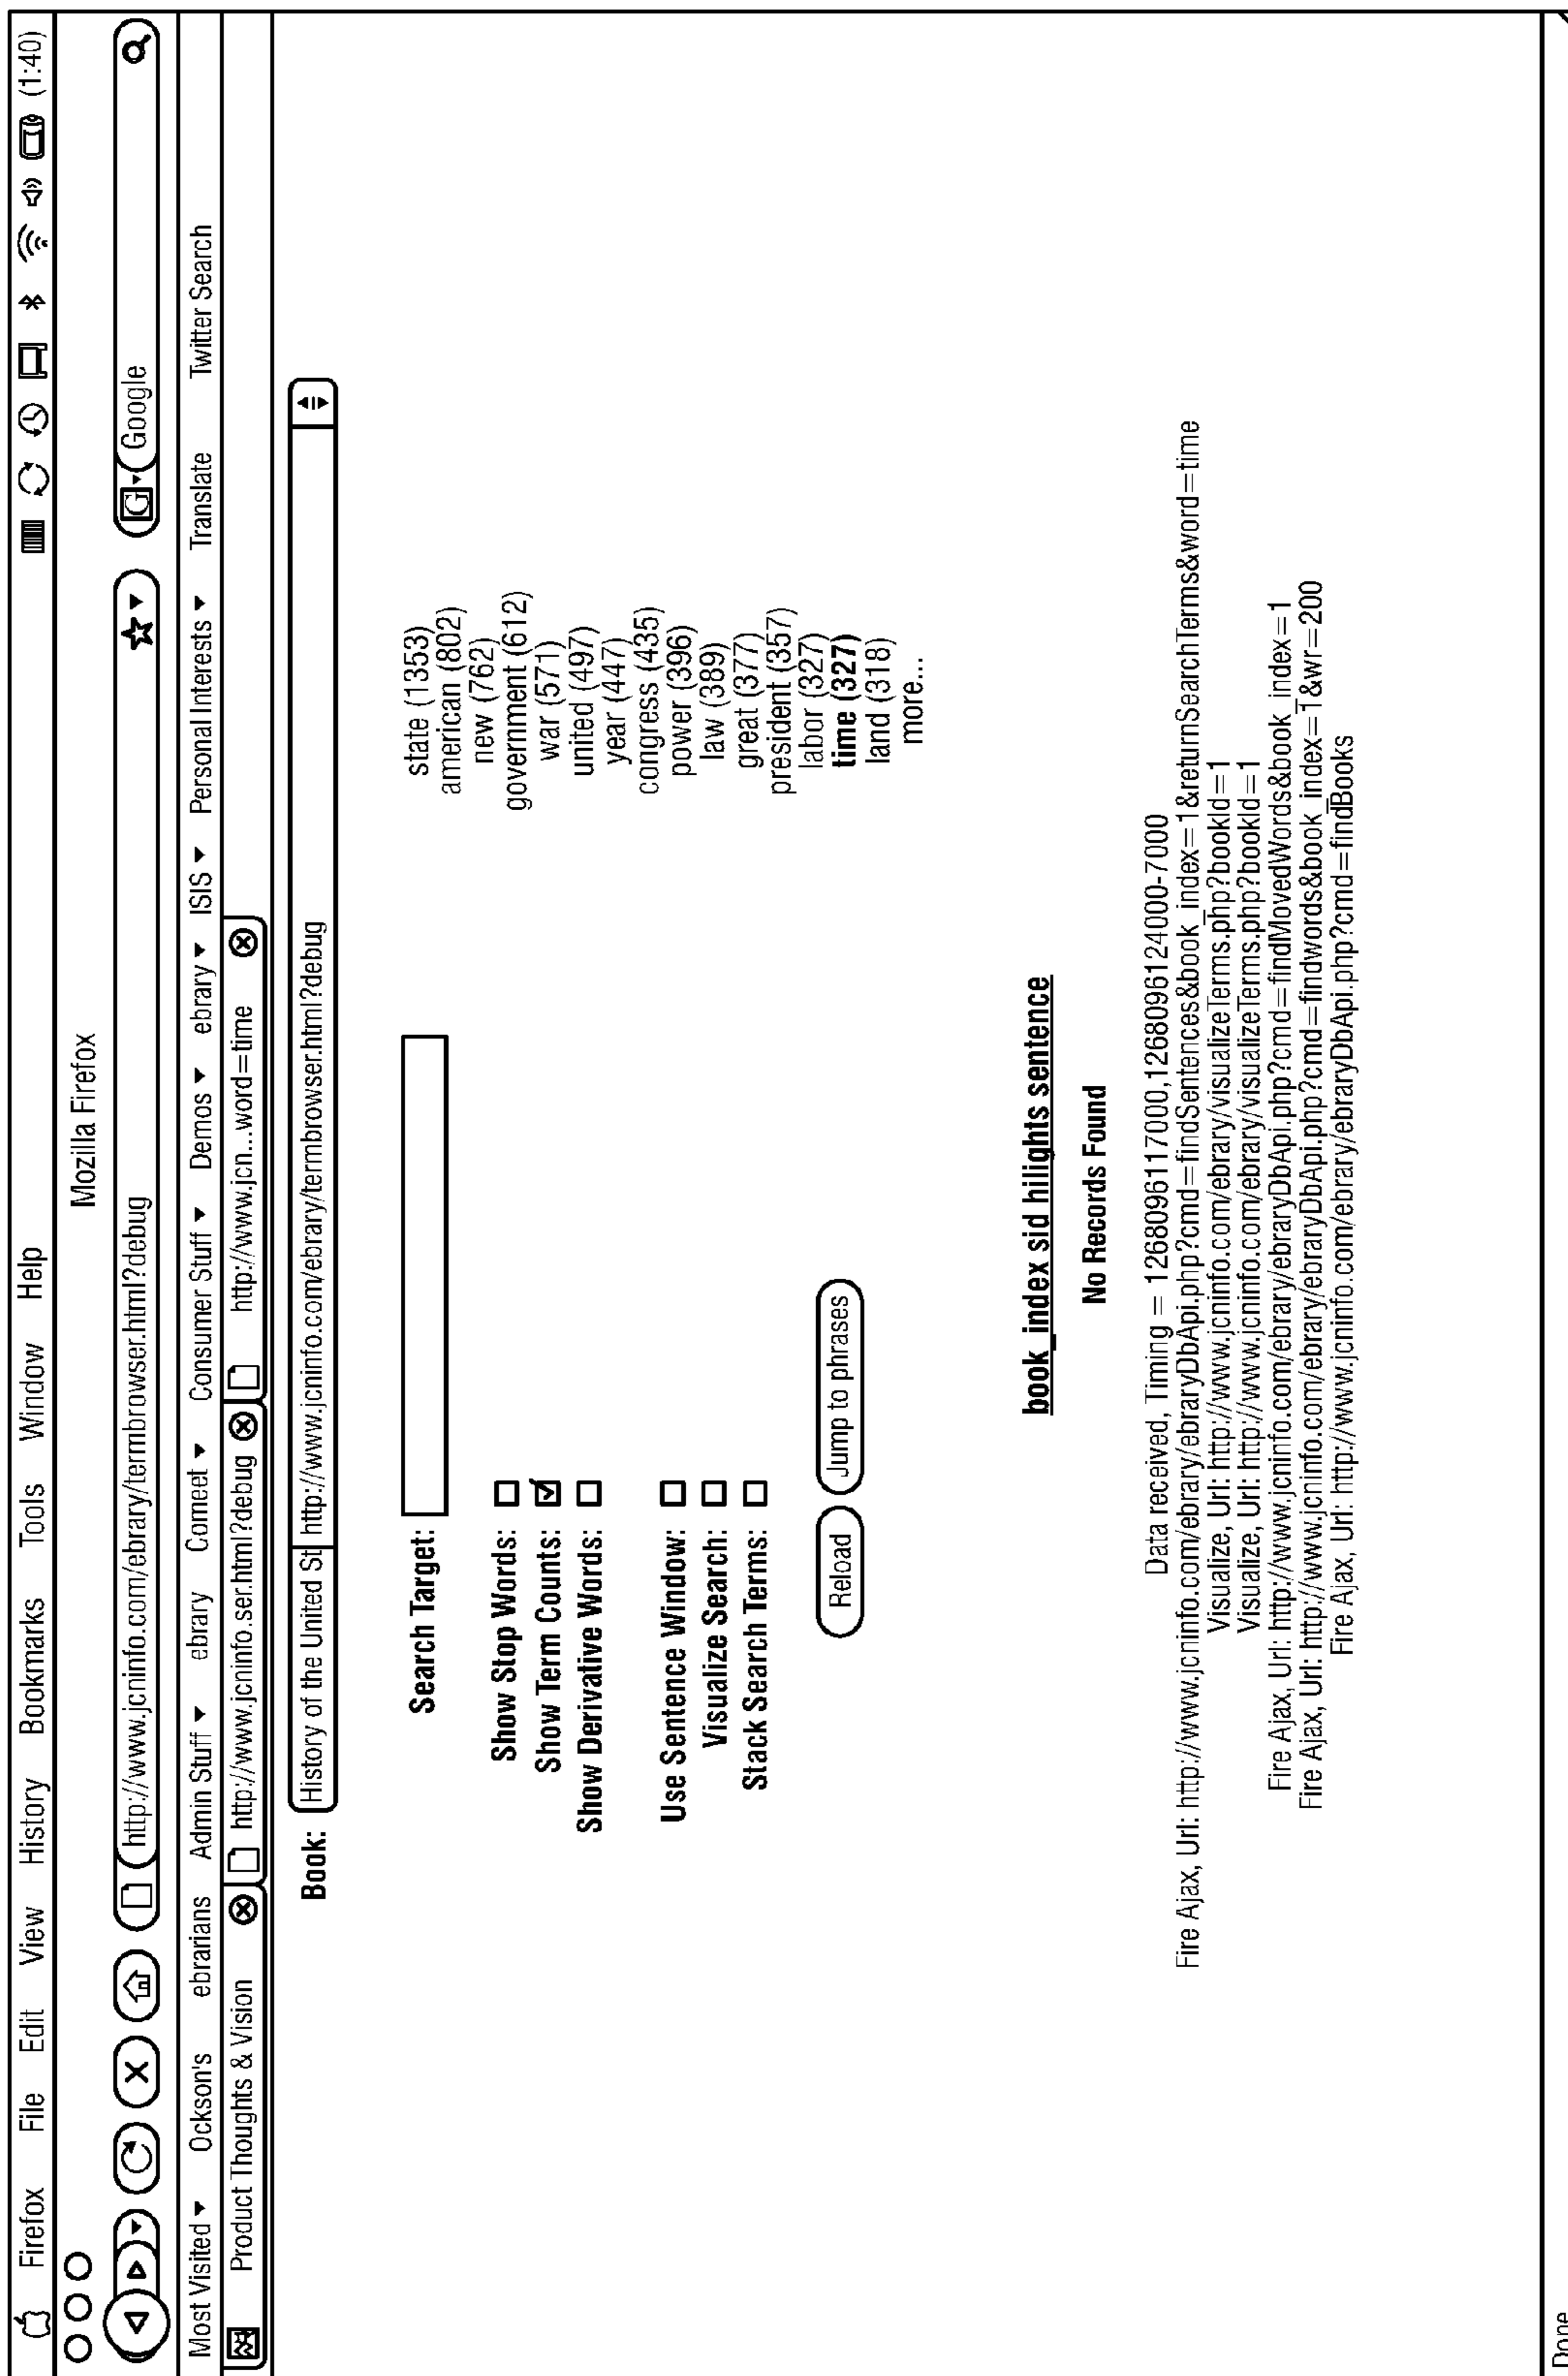 Firefox File Edit View History Bookmarks Tools Window Help (1:40)
Mozilla Firefox
http://www.jcninfo.com/ebrary/termbrowser.html?debug G Google
Most Visited Ockson's ebrarians Admin Stuff ebrary Comeet Consumer Stuff Demos ebrary ISIS Personal Interests Translate Twitter Search
Product Thoughts & Vision http://www.jcninfo.ser.html?debug http://www.jcn...word=time
Book: History of the United St http://www.jcninfo.com/ebrary/termbrowser.html?debug
Search Target:
Show Stop Words:
Show Term Counts:
Show Derivative Words:
Use Sentence Window:
Visualize Search:
Stack Search Terms:
Reload Jump to phrases
state (1353)
american (802)
new (762)
government (612)
war (571)
united (497)
year (447)
congress (435)
power (396)
law (389)
great (377)
president (357)
labor (327)
time (327)
land (318)
more...
book_index sid hilights sentence
No Records Found
Data received, Timing = 1268096117000,1268096124000-7000
Fire Ajax, Url: http://www.jcninfo.com/ebrary/ebraryDbApi.php?cmd=findSentences&book_index=1&returnSearchTerms&word=time
Visualize, Url: http://www.jcninfo.com/ebrary/visualizeTerms.php?bookId=1
Visualize, Url: http://www.jcninfo.com/ebrary/visualizeTerms.php?bookId=1
Fire Ajax, Url: http://www.jcninfo.com/ebrary/ebraryDbApi.php?cmd=findMovedWords&book_index=1
Fire Ajax, Url: http://www.jcninfo.com/ebrary/ebraryDbApi.php?cmd=findwords&book_index=1&wr=200
Fire Ajax, Url: http://www.jcninfo.com/ebrary/ebraryDbApi.php?cmd=findBooks
Done